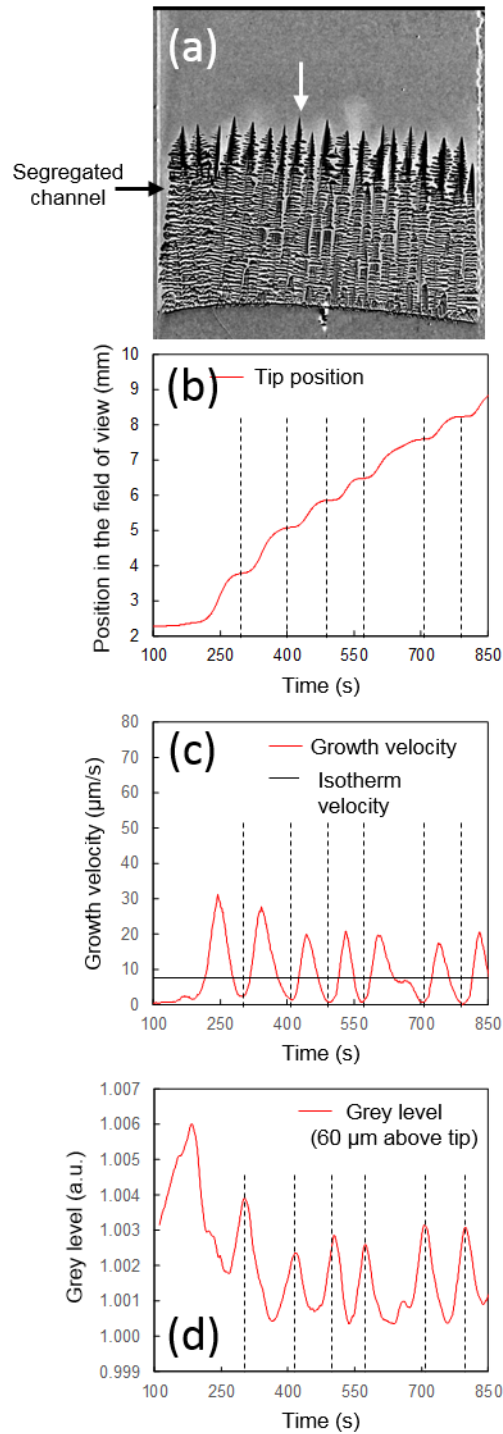 (a)
Segregated
channel
(b)
Tip position
Position in the field of view (mm)
10
9
8
7
6
5
4
3
2
100 250 400 550 700 850
Time (s)
(c)
Growth velocity
Isotherm
velocity
Growth velocity (µm/s)
80
70
60
50
40
30
20
10
0
100 250 400 550 700 850
Time (s)
(d)
Grey level
(60 µm above tip)
Grey level (a.u.)
1.007
1.006
1.005
1.004
1.003
1.002
1.001
1.000
0.999
100 250 400 550 700 850
Time (s)